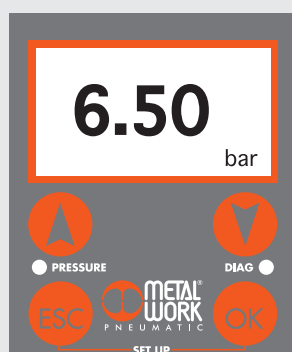 6.50
bar
PRESSURE
DIAG
ESC
METAL®
WORK
PNEUMATIC
OK
SET UP